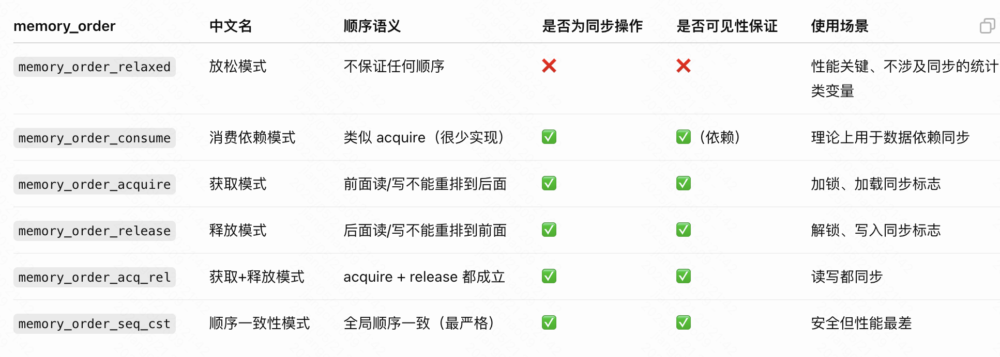 memory_order 中文名 顺序语义 是否为同步操作 是否可见性保证 使用场景
memory_order_relaxed 放松模式 不保证任何顺序 ❌ ❌ 性能关键、不涉及同步的统计
类变量
memory_order_consume 消费依赖模式 类似 acquire（很少实现） ✅ ✅（依赖） 理论上用于数据依赖同步
memory_order_acquire 获取模式 前面读/写不能重排到后面 ✅ ✅ 加锁、加载同步标志
memory_order_release 释放模式 后面读/写不能重排到前面 ✅ ✅ 解锁、写入同步标志
memory_order_acq_rel 获取+释放模式 acquire + release 都成立 ✅ ✅ 读写都同步
memory_order_seq_cst 顺序一致性模式 全局顺序一致（最严格） ✅ ✅ 安全但性能最差